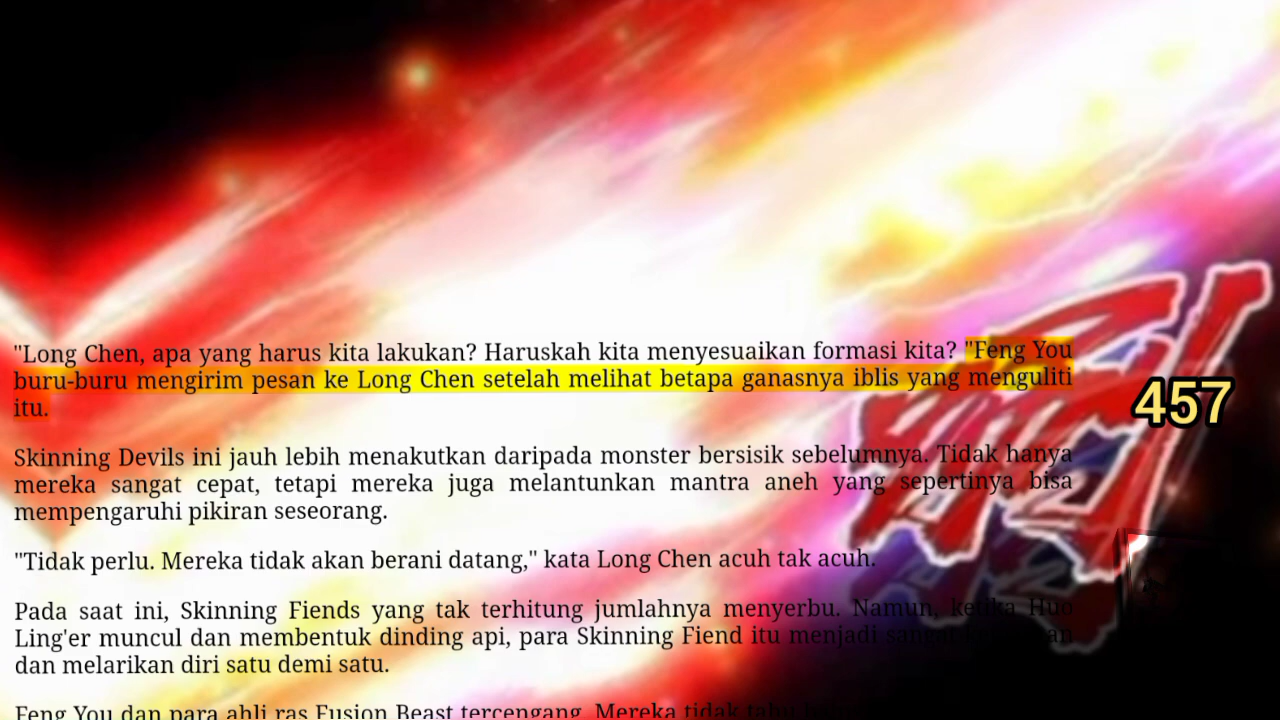 "Long Chen, apa yang harus kita lakukan? Haruskah kita menyesuaikan formasi kita? "Feng You
buru-buru mengirim pesan ke Long Chen setelah melihat betapa ganasnya iblis yang menguliti
itu.
457
Skinning Devils ini jauh lebih menakutkan daripada monster bersisik sebelumnya. Tidak hanya
mereka sangat cepat, tetapi mereka juga melantunkan mantra aneh yang sepertinya bisa
mempengaruhi pikiran seseorang.
"Tidak perlu. Mereka tidak akan berani datang," kata Long Chen acuh tak acuh.
Pada saat ini, Skinning Fiends yang tak terhitung jumlahnya menyerbu. Namun, ketika Huo
Ling'er muncul dan membentuk dinding api, para Skinning Fiend itu menjadi sangat
dan melarikan diri satu demi satu.
Feng You dan para ahli ras Fusion Beast tercengang. Mereka tidak tahu